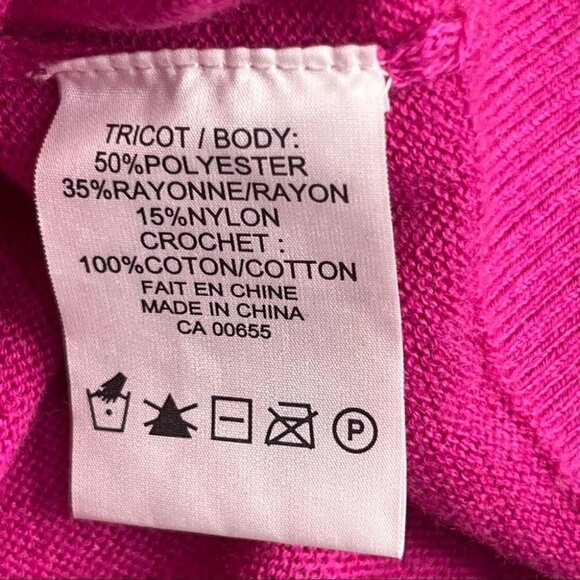 TRICOT / BODY:
50%POLYESTER
35%RAYONNE/RAYON
15%NYLON
CROCHET :
100%COTON/COTTON
FAIT EN CHINE
MADE IN CHINA
CA 00655
P